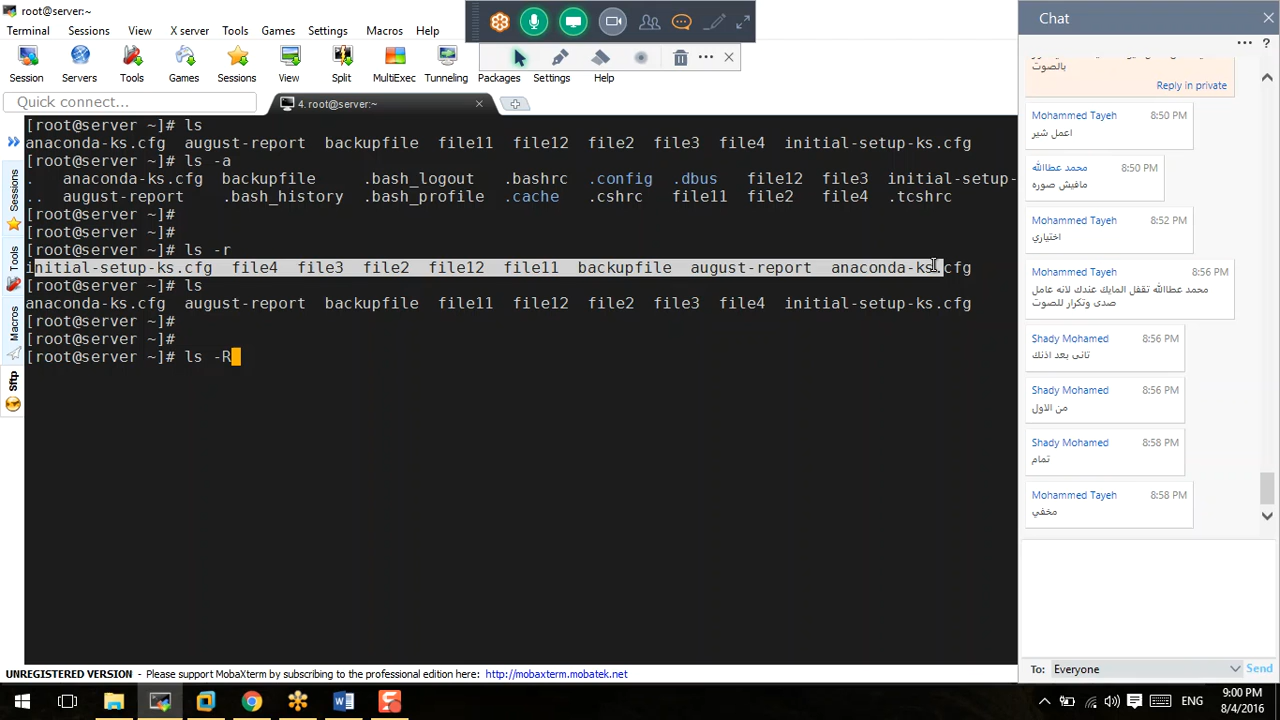 root@server:~
Terminal Sessions View X server Tools Games Settings Macros Help
Session Servers Tools Games Sessions View Split MultiExec Tunneling Packages Settings Help
Quick connect...
4. root@server:~
[root@server ~]# ls
anaconda-ks.cfg august-report backupfile file11 file12 file2 file3 file4 initial-setup-ks.cfg
[root@server ~]# ls -a
. anaconda-ks.cfg backupfile .bash_logout .bashrc .config .dbus file12 file3 initial-setup-
.. august-report .bash_history .bash_profile .cache .cshrc file11 file2 file4 .tcshrc
[root@server ~]#
[root@server ~]#
[root@server ~]# ls -r
initial-setup-ks.cfg file4 file3 file2 file12 file11 backupfile august-report anaconda-ks.cfg
[root@server ~]# ls
anaconda-ks.cfg august-report backupfile file11 file12 file2 file3 file4 initial-setup-ks.cfg
[root@server ~]#
[root@server ~]#
[root@server ~]# ls -R
Sessions
Tools
Macros
Sftp
UNREGISTERED VERSION - Please support MobaXterm by subscribing to the professional edition here: http://mobaxterm.mobatek.net
Chat
?
بالصوت
Reply in private
Mohammed Tayeh 8:50 PM
اعمل شير
محمد عطاالله 8:50 PM
مافيش صوره
Mohammed Tayeh 8:52 PM
اختياري
Mohammed Tayeh 8:56 PM
محمد عطاالله تقفل المايك عندك لانه عامل
صدى وتكرار للصوت
Shady Mohamed 8:56 PM
تانى بعد اذنك
Shady Mohamed 8:56 PM
من الاول
Shady Mohamed 8:58 PM
تمام
Mohammed Tayeh 8:58 PM
مخفي
To: Everyone Send
ENG
9:00 PM
8/4/2016